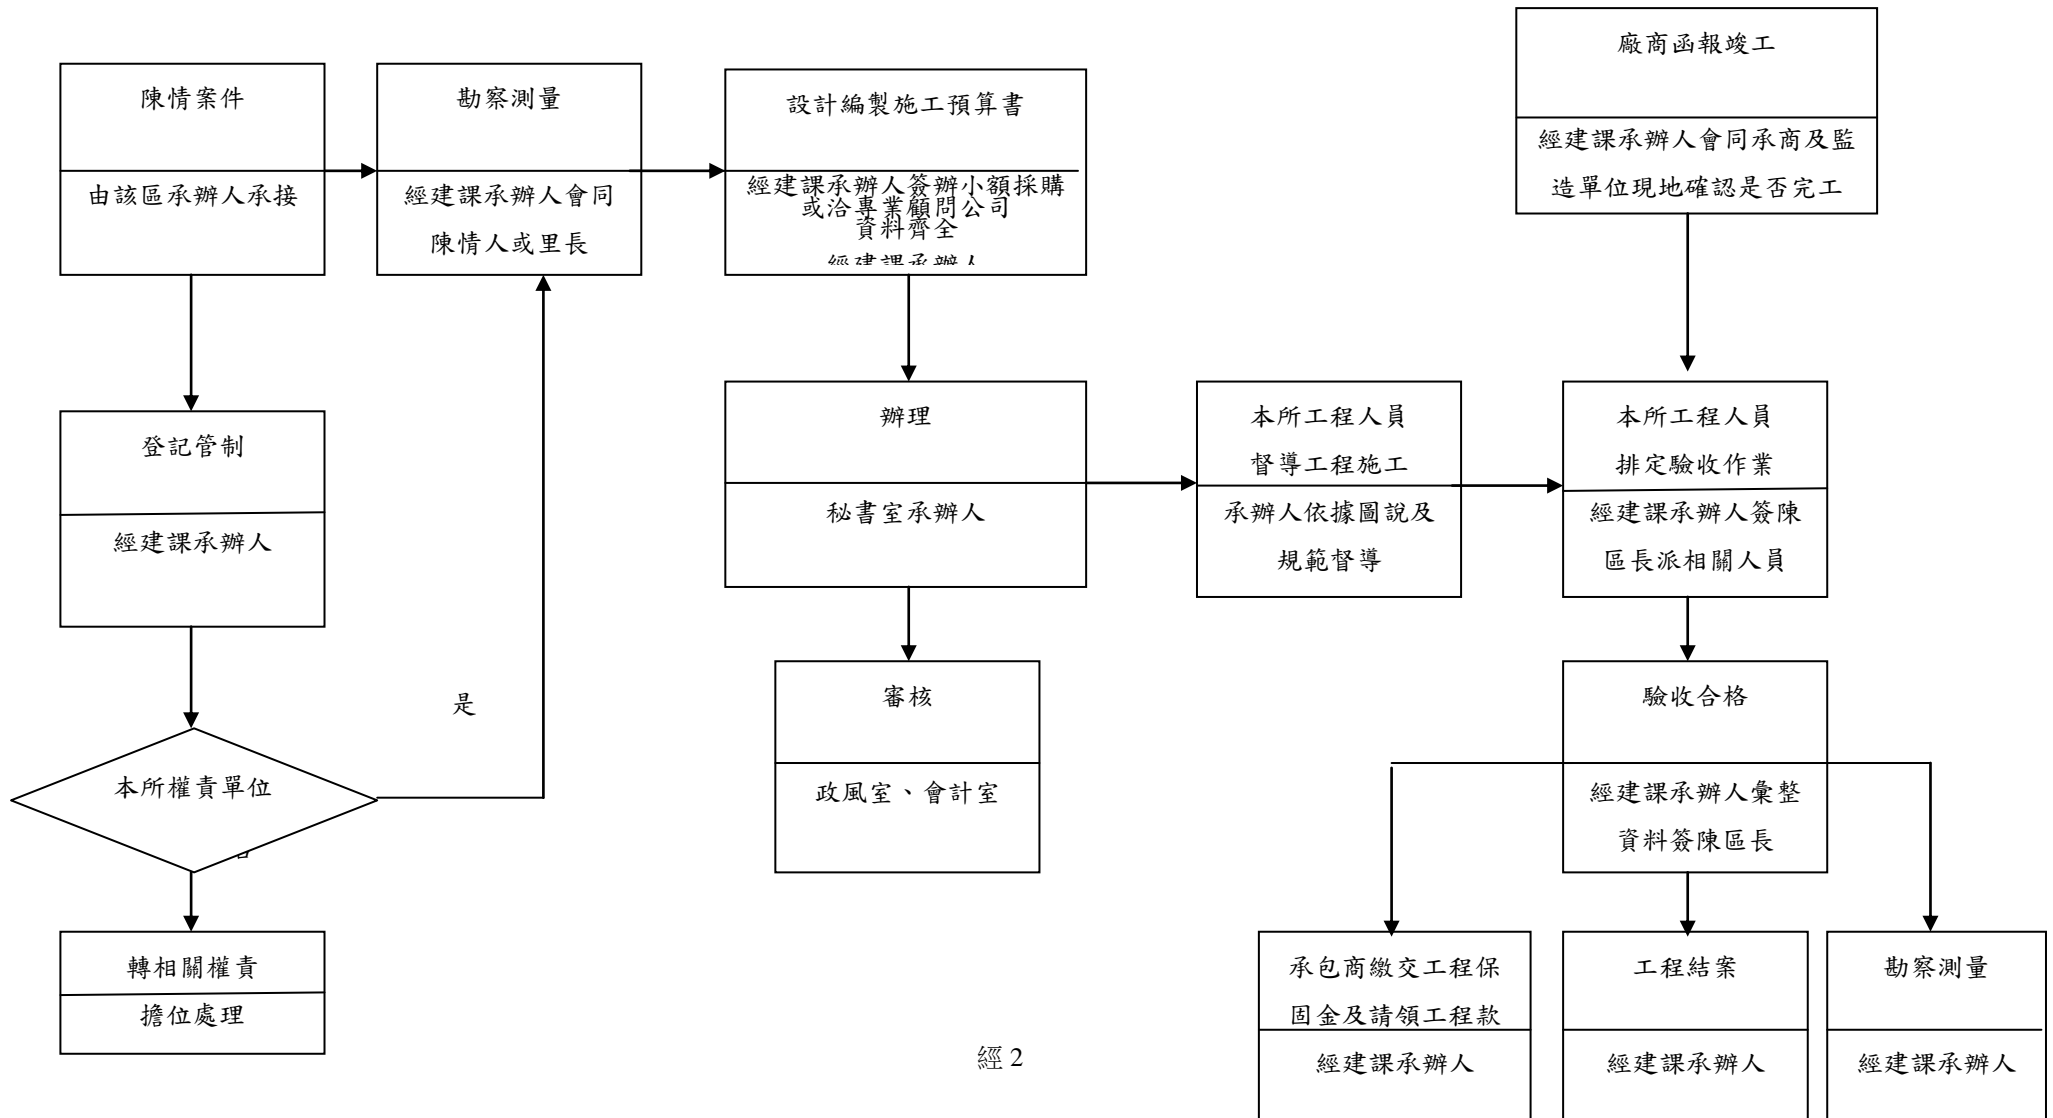 陳情案件
由該區承辦人承接
勘察測量
經建課承辦人會同
陳情人或里長
設計編製施工預算書
經建課承辦人簽辦小額採購
或洽專業顧問公司
資料齊全
經建課承辦人
廠商函報竣工
經建課承辦人會同承商及監
造單位現地確認是否完工
登記管制
經建課承辦人
辦理
秘書室承辦人
本所工程人員
督導工程施工
承辦人依據圖說及
規範督導
本所工程人員
排定驗收作業
經建課承辦人簽陳
區長派相關人員
是
本所權責單位
審核
政風室、會計室
驗收合格
經建課承辦人彙整
資料簽陳區長
轉相關權責
擔位處理
承包商繳交工程保
固金及請領工程款
經建課承辦人
工程結案
經建課承辦人
勘察測量
經建課承辦人
經 2